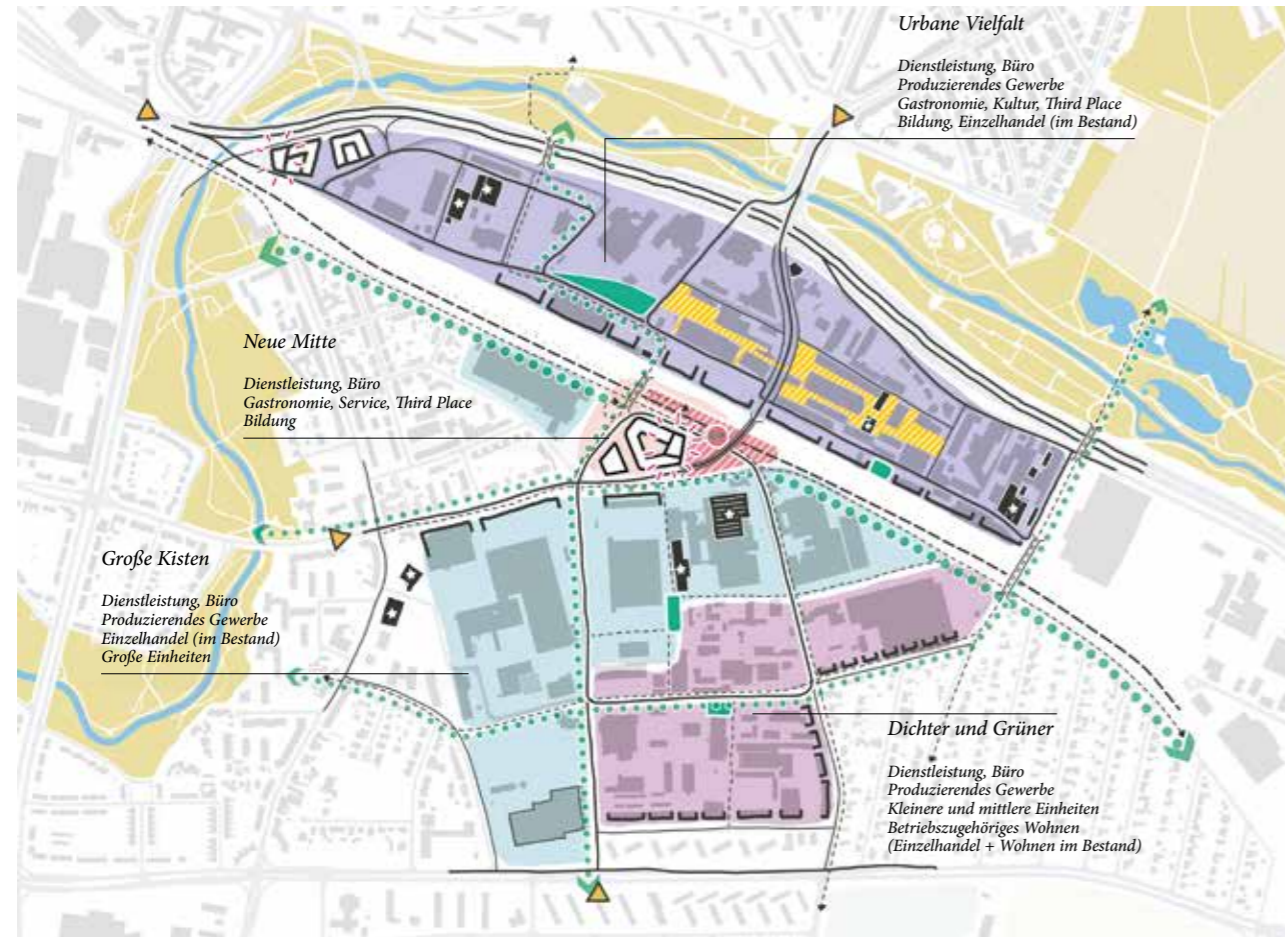 Urbane Vielfalt
Dienstleistung, Büro
Produzierendes Gewerbe
Gastronomie, Kultur, Third Place
Bildung, Einzelhandel (im Bestand)
Neue Mitte
Dienstleistung, Büro
Gastronomie, Service, Third Place
Bildung
Große Kisten
Dienstleistung, Büro
Produzierendes Gewerbe
Einzelhandel (im Bestand)
Große Einheiten
Dichter und Grüner
Dienstleistung, Büro
Produzierendes Gewerbe
Kleinere und mittlere Einheiten
Betriebszugehöriges Wohnen
(Einzelhandel + Wohnen im Bestand)